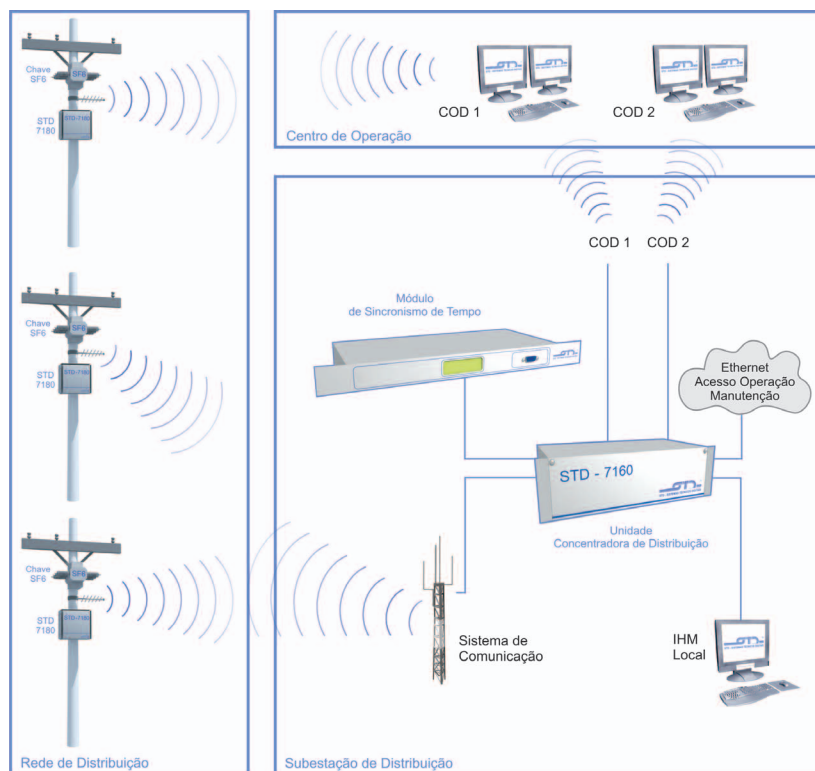 Chave
SF6
SF6
STD-7180
STD
7180
Chave
SF6
SF6
STD-7180
STD
7180
Chave
SF6
SF6
STD-7180
STD
7180
Rede de Distribuição
COD 1
COD 2
Centro de Operação
COD 1
COD 2
Módulo
de Sincronismo de Tempo
Ethernet
Acesso Operação
Manutenção
STD - 7160
Unidade
Concentradora de Distribuição
Sistema de
Comunicação
IHM
Local
Subestação de Distribuição